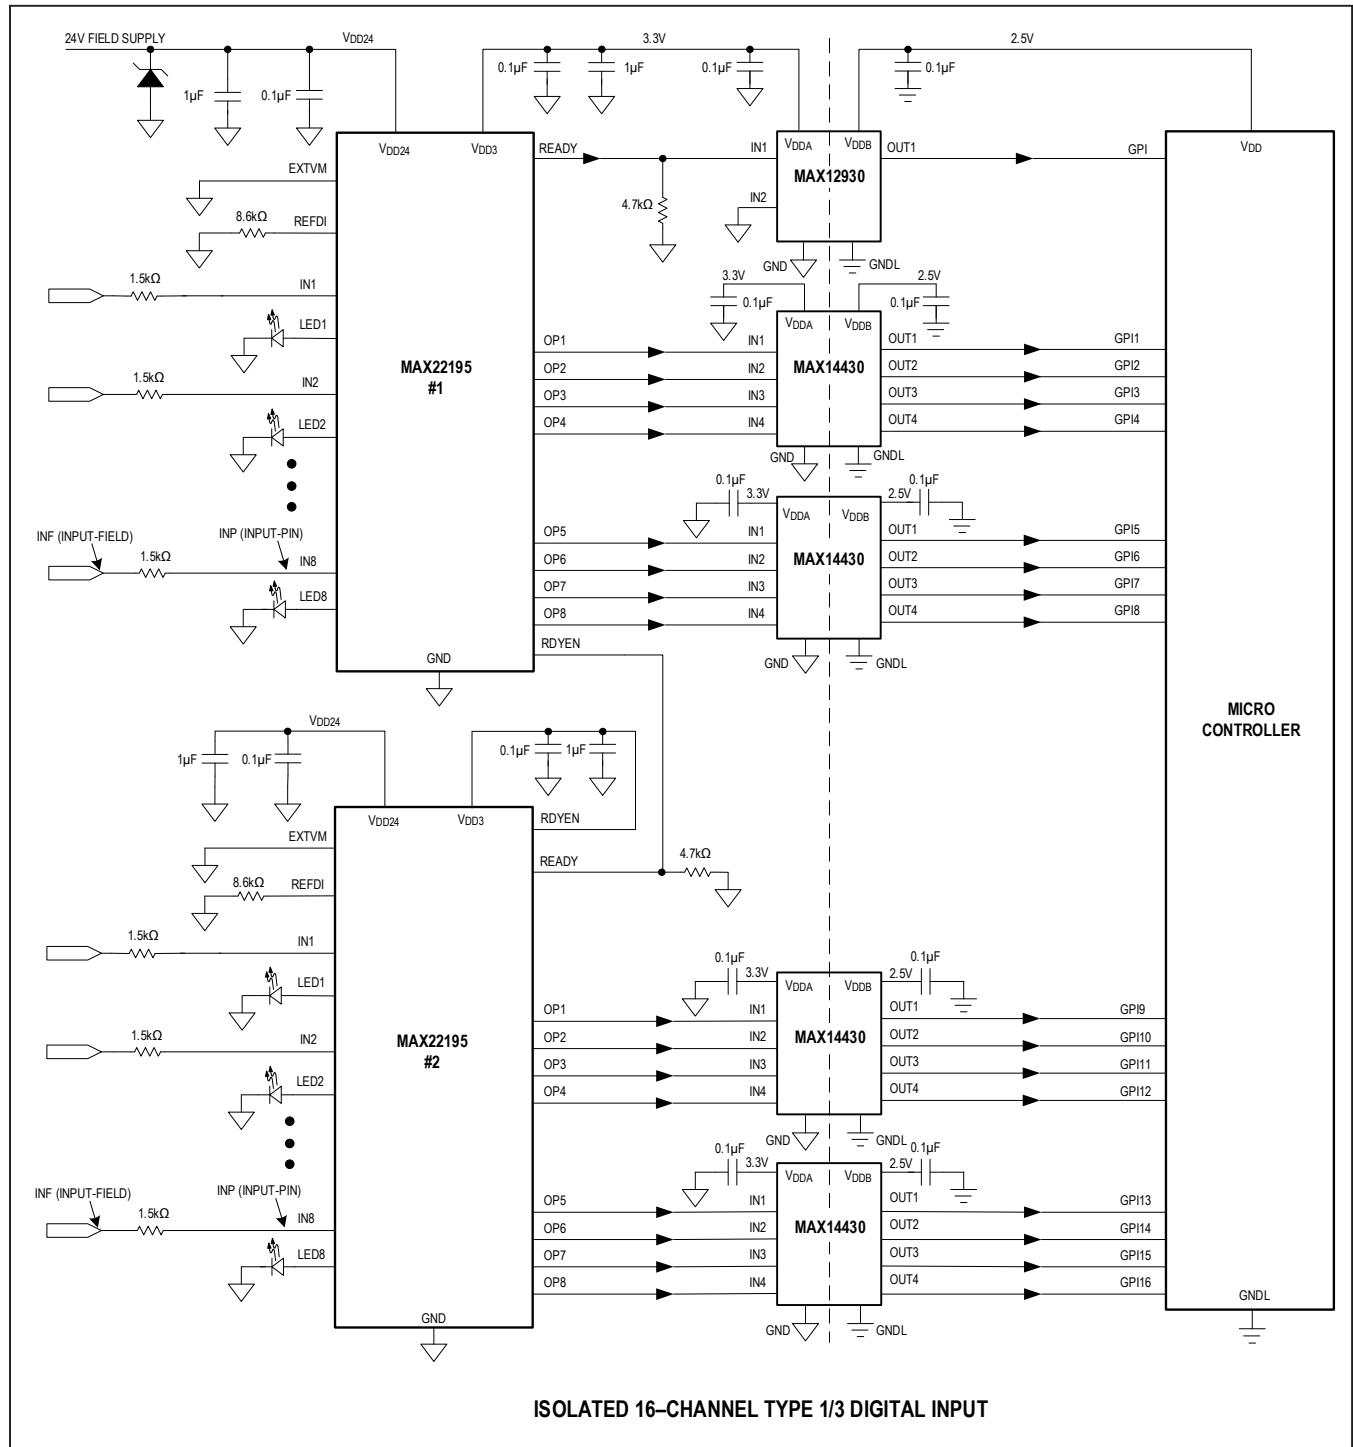 24V FIELD SUPPLY
VDD24
3.3V
2.5V
1µF
0.1µF
0.1µF
1µF
0.1µF
0.1µF
VDD24
VDD3
READY
IN1
VDDA
VDDB
OUT1
GPI
VDD
EXTVM
MAX12930
8.6kΩ
REFDI
4.7kΩ
IN2
GND
GNDL
1.5kΩ
IN1
3.3V
2.5V
0.1µF
0.1µF
LED1
VDDA
VDDB
OP1
IN1
OUT1
GPI1
MAX22195
#1
MAX14430
OP2
IN2
OUT2
GPI2
1.5kΩ
IN2
OP3
IN3
OUT3
GPI3
LED2
OP4
IN4
OUT4
GPI4
GND
GNDL
0.1µF
3.3V
2.5V
0.1µF
VDDA
VDDB
INF (INPUT-FIELD)
INP (INPUT-PIN)
OP5
IN1
OUT1
GPI5
1.5kΩ
IN8
OP6
IN2
MAX14430
OUT2
GPI6
OP7
IN3
OUT3
GPI7
LED8
OP8
IN4
OUT4
GPI8
RDYEN
GND
GND
GNDL
MICRO
CONTROLLER
VDD24
1µF
0.1µF
0.1µF
1µF
VDD24
VDD3
RDYEN
EXTVM
READY
4.7kΩ
8.6kΩ
REFDI
1.5kΩ
IN1
0.1µF
3.3V
2.5V
0.1µF
LED1
VDDA
VDDB
OP1
IN1
OUT1
GPI9
MAX22195
#2
OP2
IN2
MAX14430
OUT2
GPI10
1.5kΩ
IN2
OP3
IN3
OUT3
GPI11
LED2
OP4
IN4
OUT4
GPI12
GND
GNDL
0.1µF
3.3V
2.5V
0.1µF
VDDA
VDDB
INF (INPUT-FIELD)
INP (INPUT-PIN)
OP5
IN1
OUT1
GPI13
1.5kΩ
IN8
OP6
IN2
MAX14430
OUT2
GPI14
LED8
OP7
IN3
OUT3
GPI15
OP8
IN4
OUT4
GPI16
GND
GND
GNDL
GNDL
ISOLATED 16–CHANNEL TYPE 1/3 DIGITAL INPUT